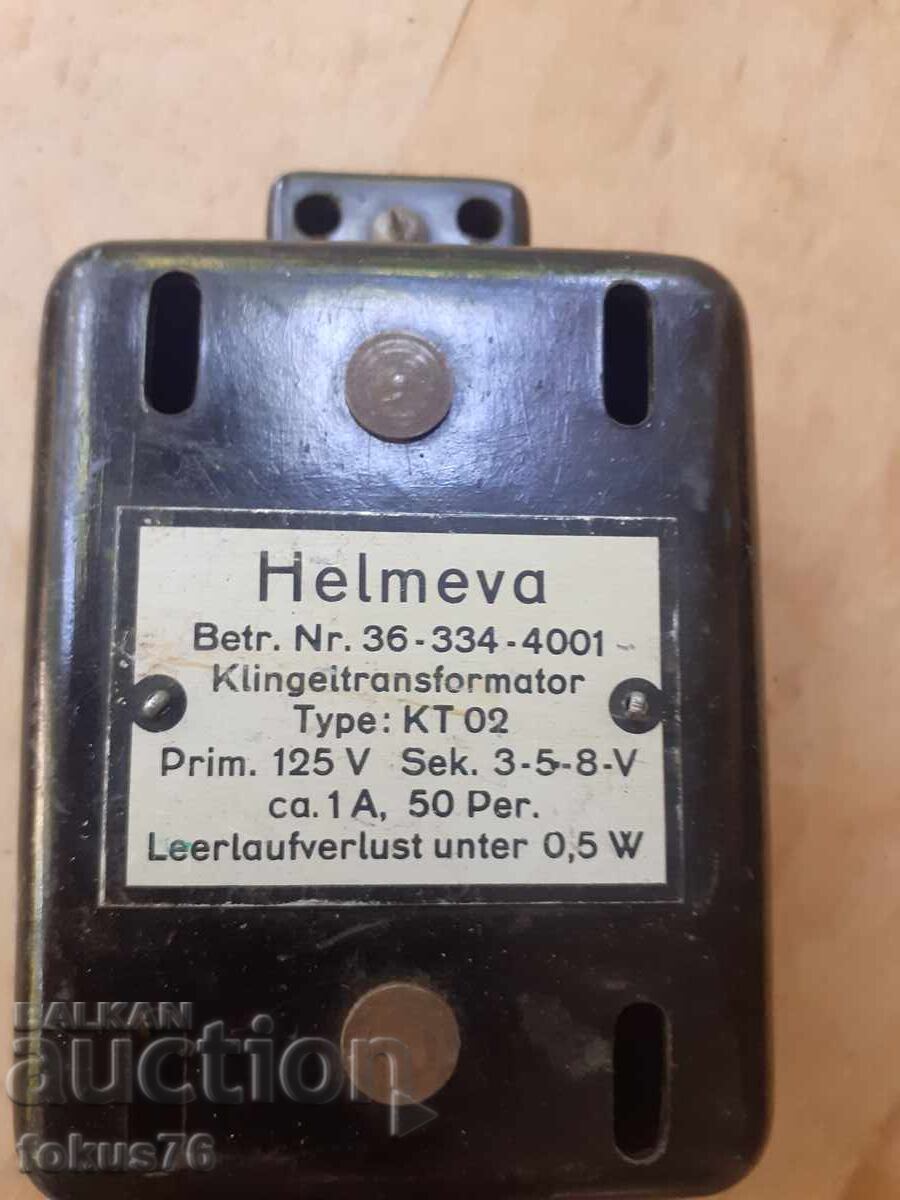 Helmeva
Betr. Nr. 36-334-4001
Klingeltransformator
Type: KT 02
Prim. 125 V Sek. 3-5-8-V
ca. 1 A, 50 Per.
Leerlaufverlust unter 0,5 W
BALKAN
auction
fokus76